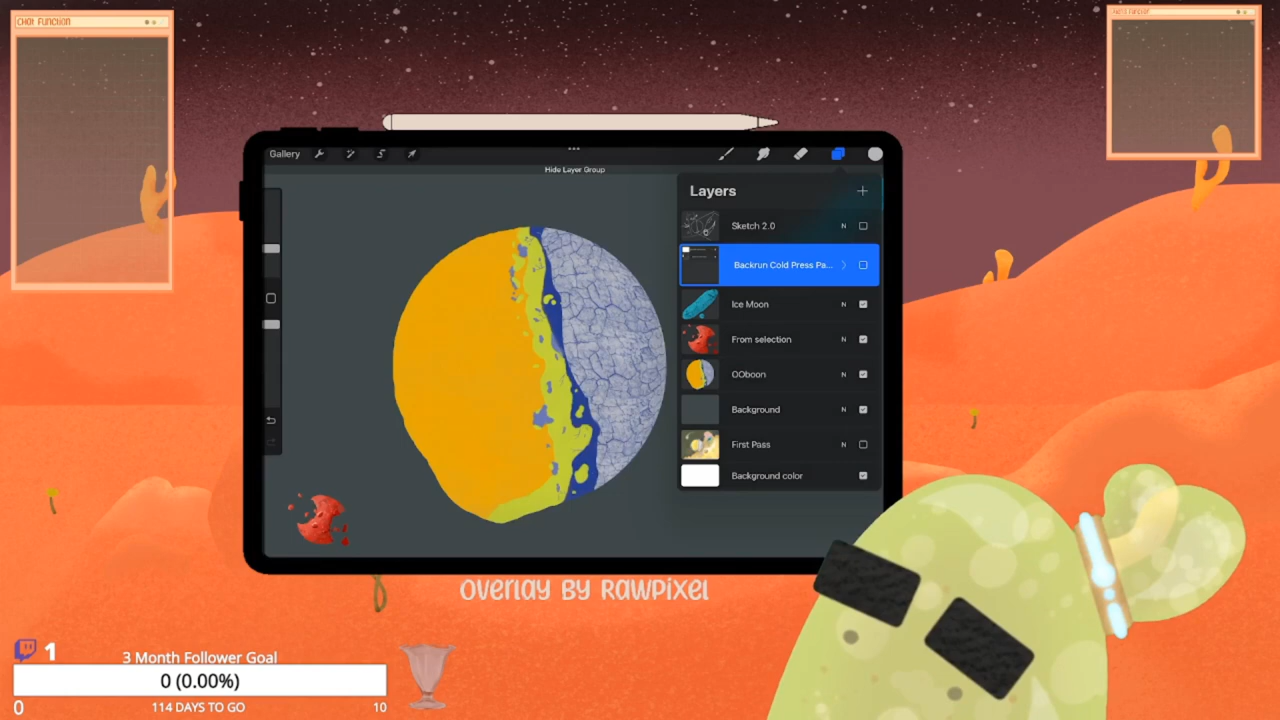 Chat Function
Gallery
Hide Layer Group
Layers
Sketch 2.0 N
Backrun Cold Press Pa...
Ice Moon N
From selection N
OOboon N
Background N
First Pass N
Background color
Overlay by Rawpixel
1
3 Month Follower Goal
0 (0.00%)
0 114 DAYS TO GO 10